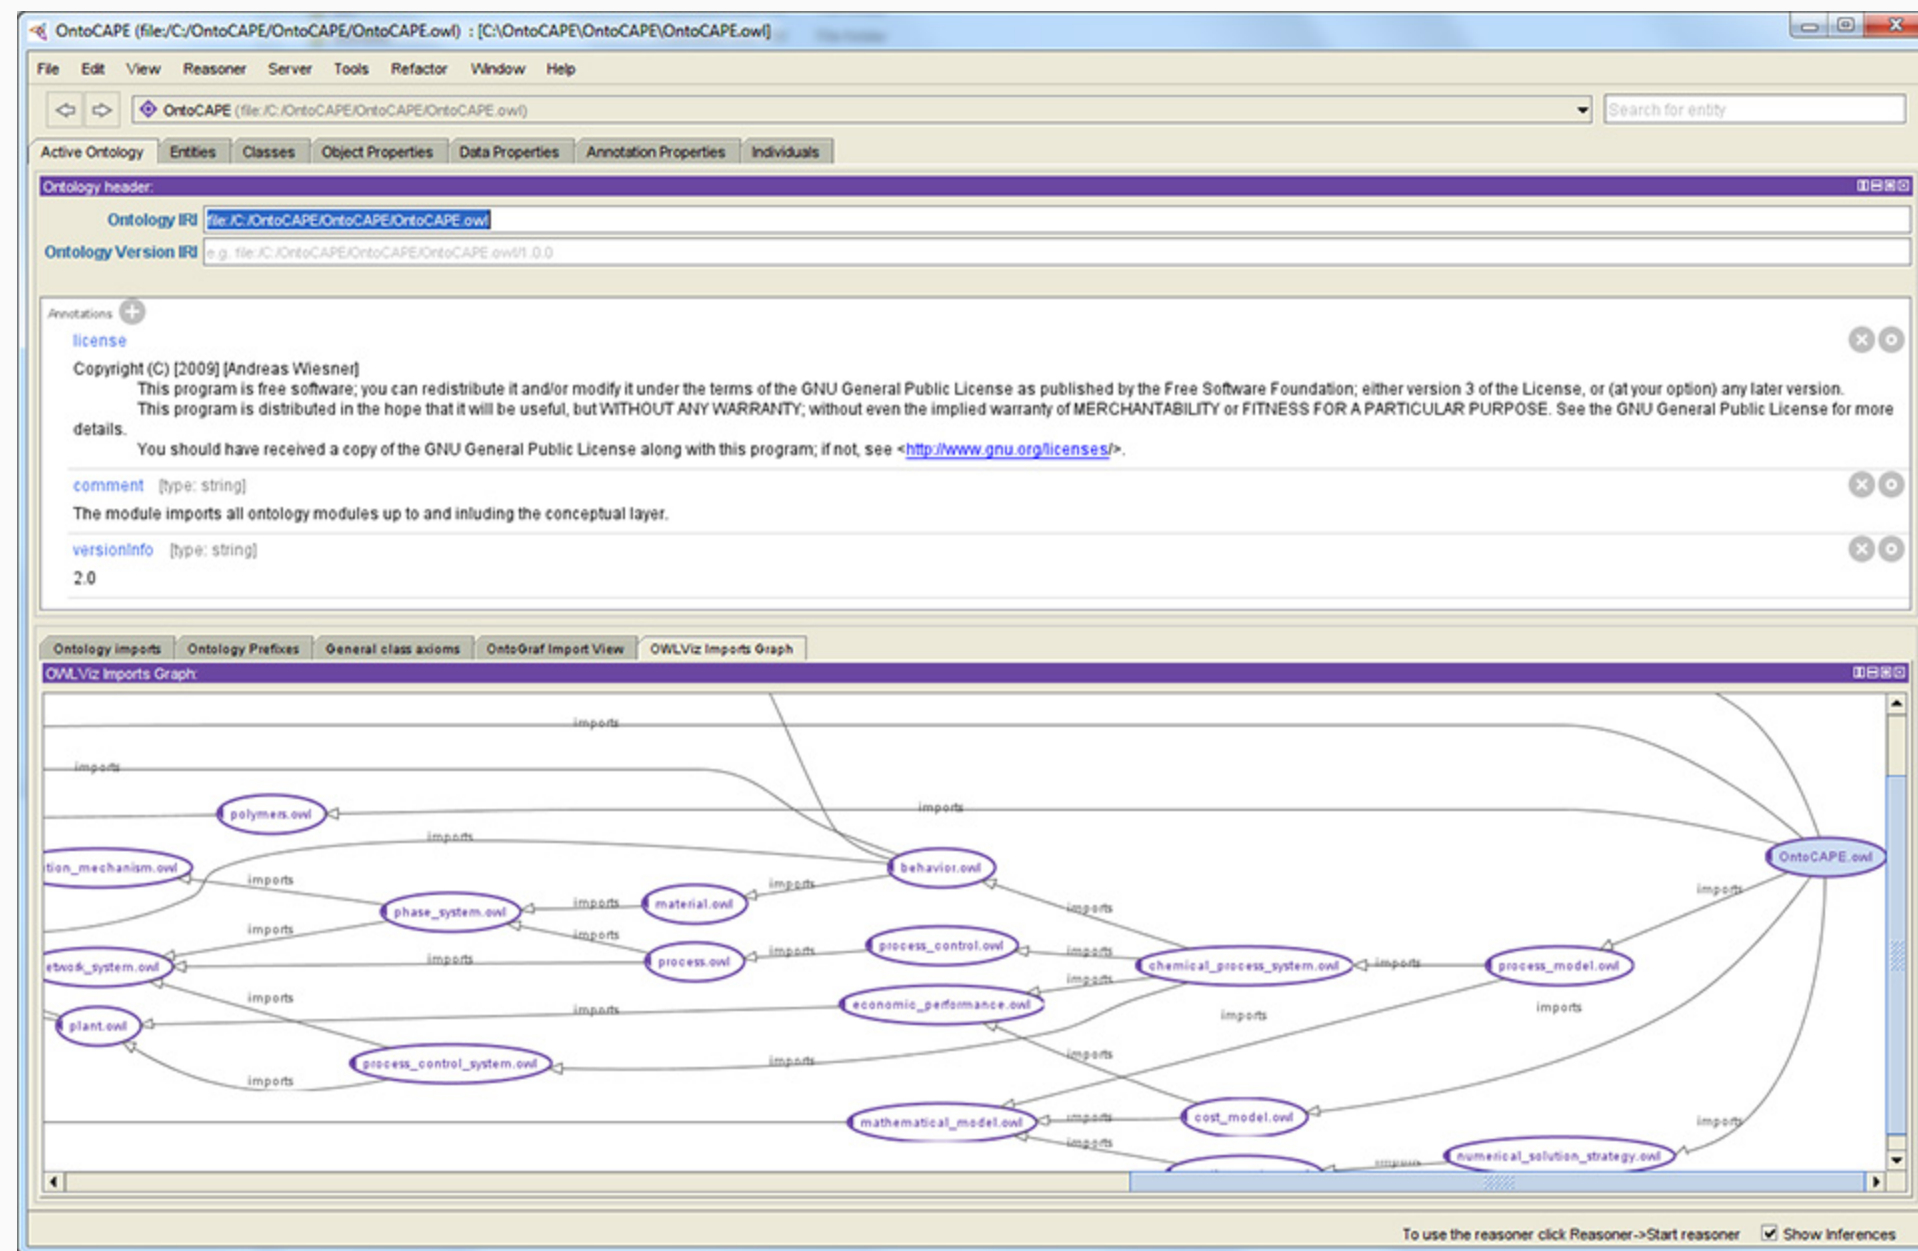 OntoCAPE (file:/C:/OntoCAPE/OntoCAPE/OntoCAPE.owl) : [C:\OntoCAPE\OntoCAPE\OntoCAPE.owl]
File Edit View Reasoner Server Tools Refactor Window Help
OntoCAPE (file:/C:/OntoCAPE/OntoCAPE/OntoCAPE.owl) Search for entity
Active Ontology Entities Classes Object Properties Data Properties Annotation Properties Individuals
Ontology header:
Ontology IRI file:/C:/OntoCAPE/OntoCAPE/OntoCAPE.owl
Ontology Version IRI e.g. file:/C:/OntoCAPE/OntoCAPE/OntoCAPE.owl/1.0.0
Annotations
license
Copyright (C) [2009] [Andreas Wiesner]
This program is free software; you can redistribute it and/or modify it under the terms of the GNU General Public License as published by the Free Software Foundation; either version 3 of the License, or (at your option) any later version.
This program is distributed in the hope that it will be useful, but WITHOUT ANY WARRANTY; without even the implied warranty of MERCHANTABILITY or FITNESS FOR A PARTICULAR PURPOSE. See the GNU General Public License for more
details.
You should have received a copy of the GNU General Public License along with this program; if not, see <http://www.gnu.org/licenses/>.
comment [type: string]
The module imports all ontology modules up to and inluding the conceptual layer.
versionInfo [type: string]
2.0
Ontology imports Ontology Prefixes General class axioms OntoGraf Import View OWLViz Imports Graph
OWLViz Imports Graph:
imports
imports
polymers.owl imports
imports
tion_mechanism.owl behavior.owl OntoCAPE.owl
imports imports imports
phase_system.owl imports material.owl imports
imports imports process_control.owl imports
etwork_system.owl imports process.owl imports chemical_process_system.owl imports process_model.owl
imports economic_performance.owl imports
plant.owl imports imports imports
process_control_system.owl imports imports
imports
mathematical_model.owl imports cost_model.owl imports
imports
imports numerical_solution_strategy.owl
To use the reasoner click Reasoner->Start reasoner Show Inferences